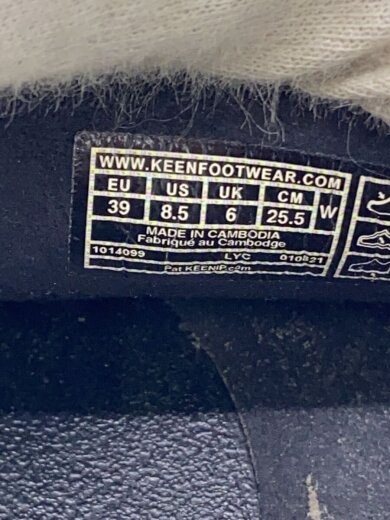 WWW.KEENFOOTWEAR.COM
EU US UK CM W
39 8.5 6 25.5
MADE IN CAMBODIA
Fabriqué au Cambodge
1014099 LYC 010821
Pat KEENIP.com